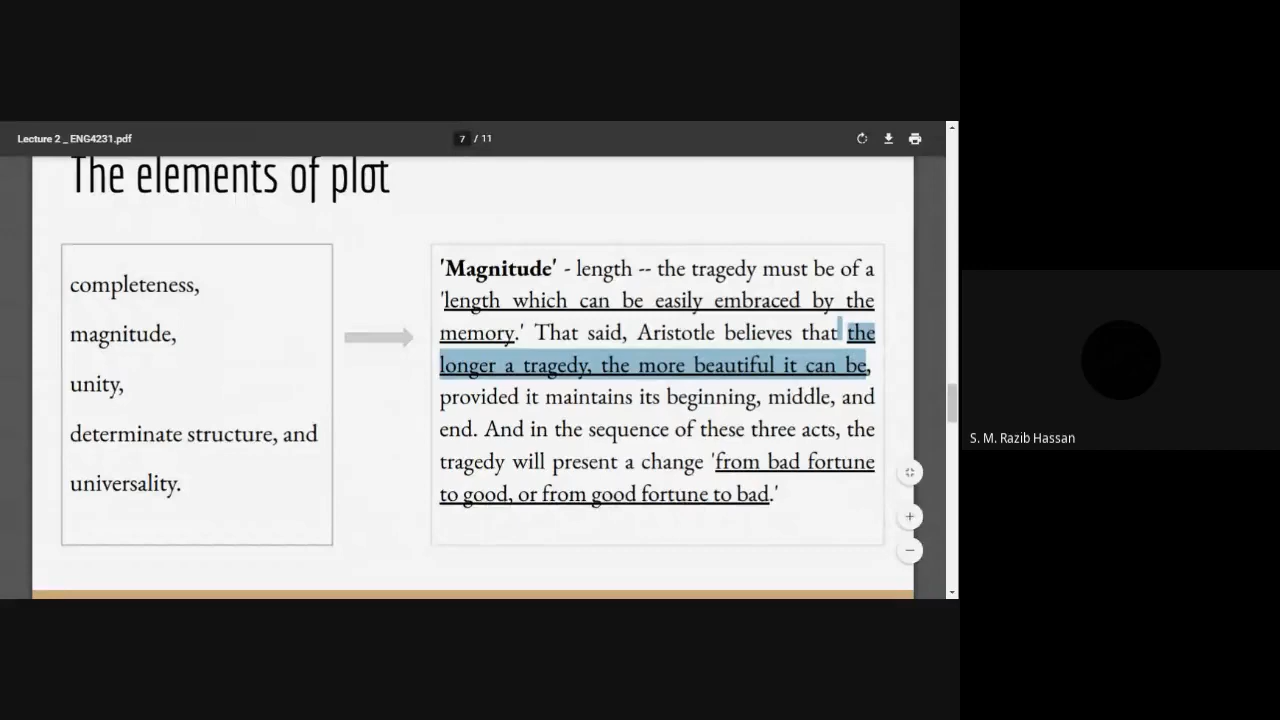 Lecture 2 _ ENG4231.pdf
7 / 11
The elements of plot
completeness,
magnitude,
unity,
determinate structure, and
universality.
'Magnitude' - length -- the tragedy must be of a
'length which can be easily embraced by the
memory.' That said, Aristotle believes that the
longer a tragedy, the more beautiful it can be,
provided it maintains its beginning, middle, and
end. And in the sequence of these three acts, the
tragedy will present a change 'from bad fortune
to good, or from good fortune to bad.'
S. M. Razib Hassan